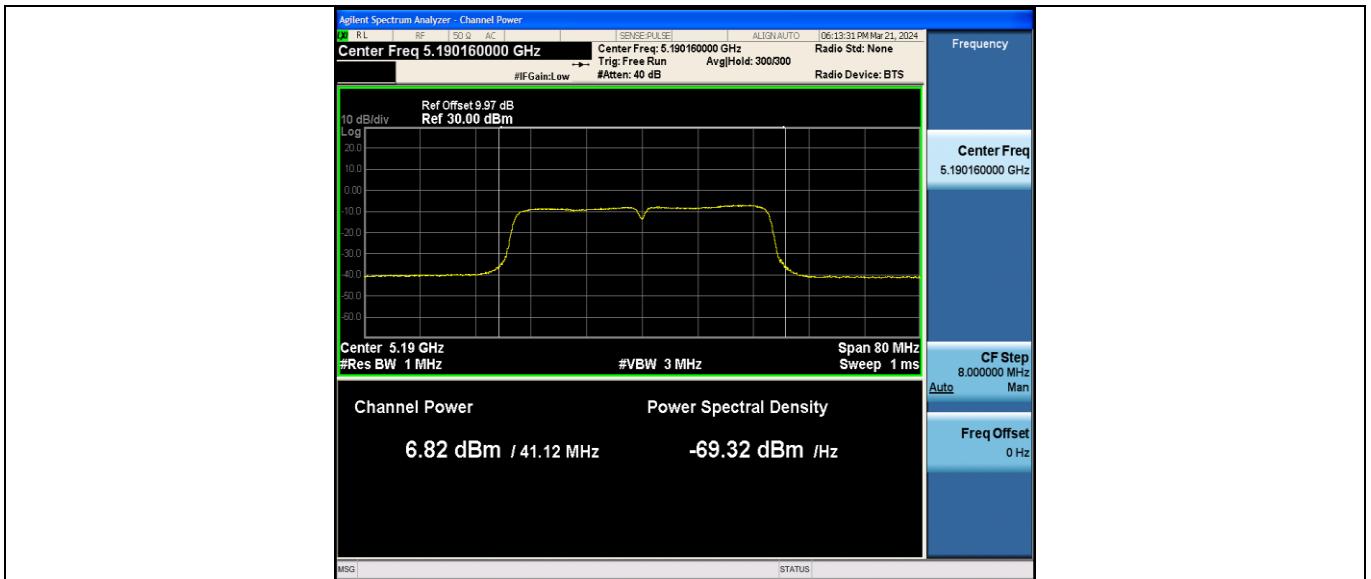 Agilent Spectrum Analyzer - Channel Power
LXI RL RF 50 Ω AC SENSE:PULSE ALIGNAUTO 06:13:31 PM Mar 21, 2024
Center Freq 5.190160000 GHz
Center Freq: 5.190160000 GHz Radio Std: None
Trig: Free Run Avg|Hold: 300/300
#IFGain:Low #Atten: 40 dB Radio Device: BTS
Ref Offset 9.97 dB
10 dB/div Ref 30.00 dBm
Log
20.0
10.0
0.00
-10.0
-20.0
-30.0
-40.0
-50.0
-60.0
Center 5.19 GHz Span 80 MHz
#Res BW 1 MHz #VBW 3 MHz Sweep 1 ms
Channel Power Power Spectral Density
6.82 dBm / 41.12 MHz -69.32 dBm /Hz
MSG STATUS
Frequency
Center Freq
5.190160000 GHz
CF Step
8.000000 MHz
Auto Man
Freq Offset
0 Hz